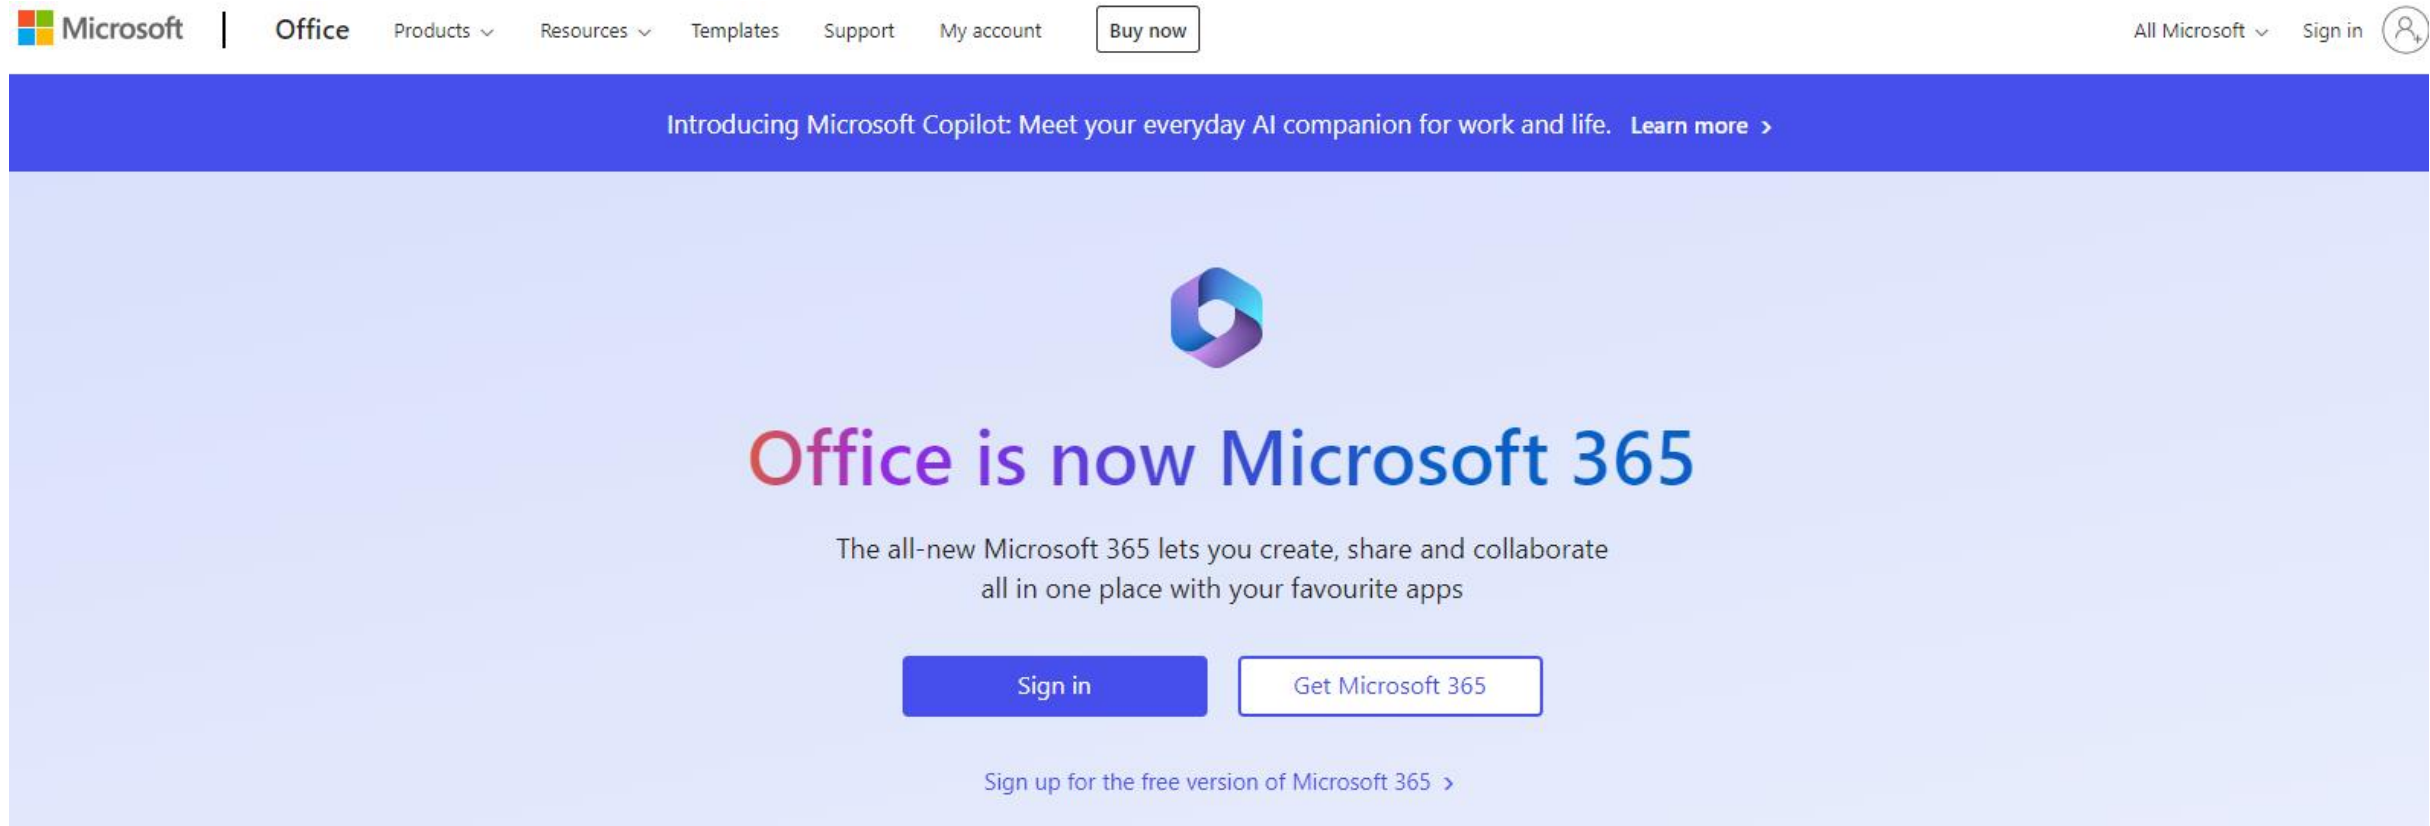 Microsoft Office Products Resources Templates Support My account Buy now All Microsoft Sign in
Introducing Microsoft Copilot: Meet your everyday AI companion for work and life. Learn more
Office is now Microsoft 365
The all-new Microsoft 365 lets you create, share and collaborate
all in one place with your favourite apps
Sign in Get Microsoft 365
Sign up for the free version of Microsoft 365